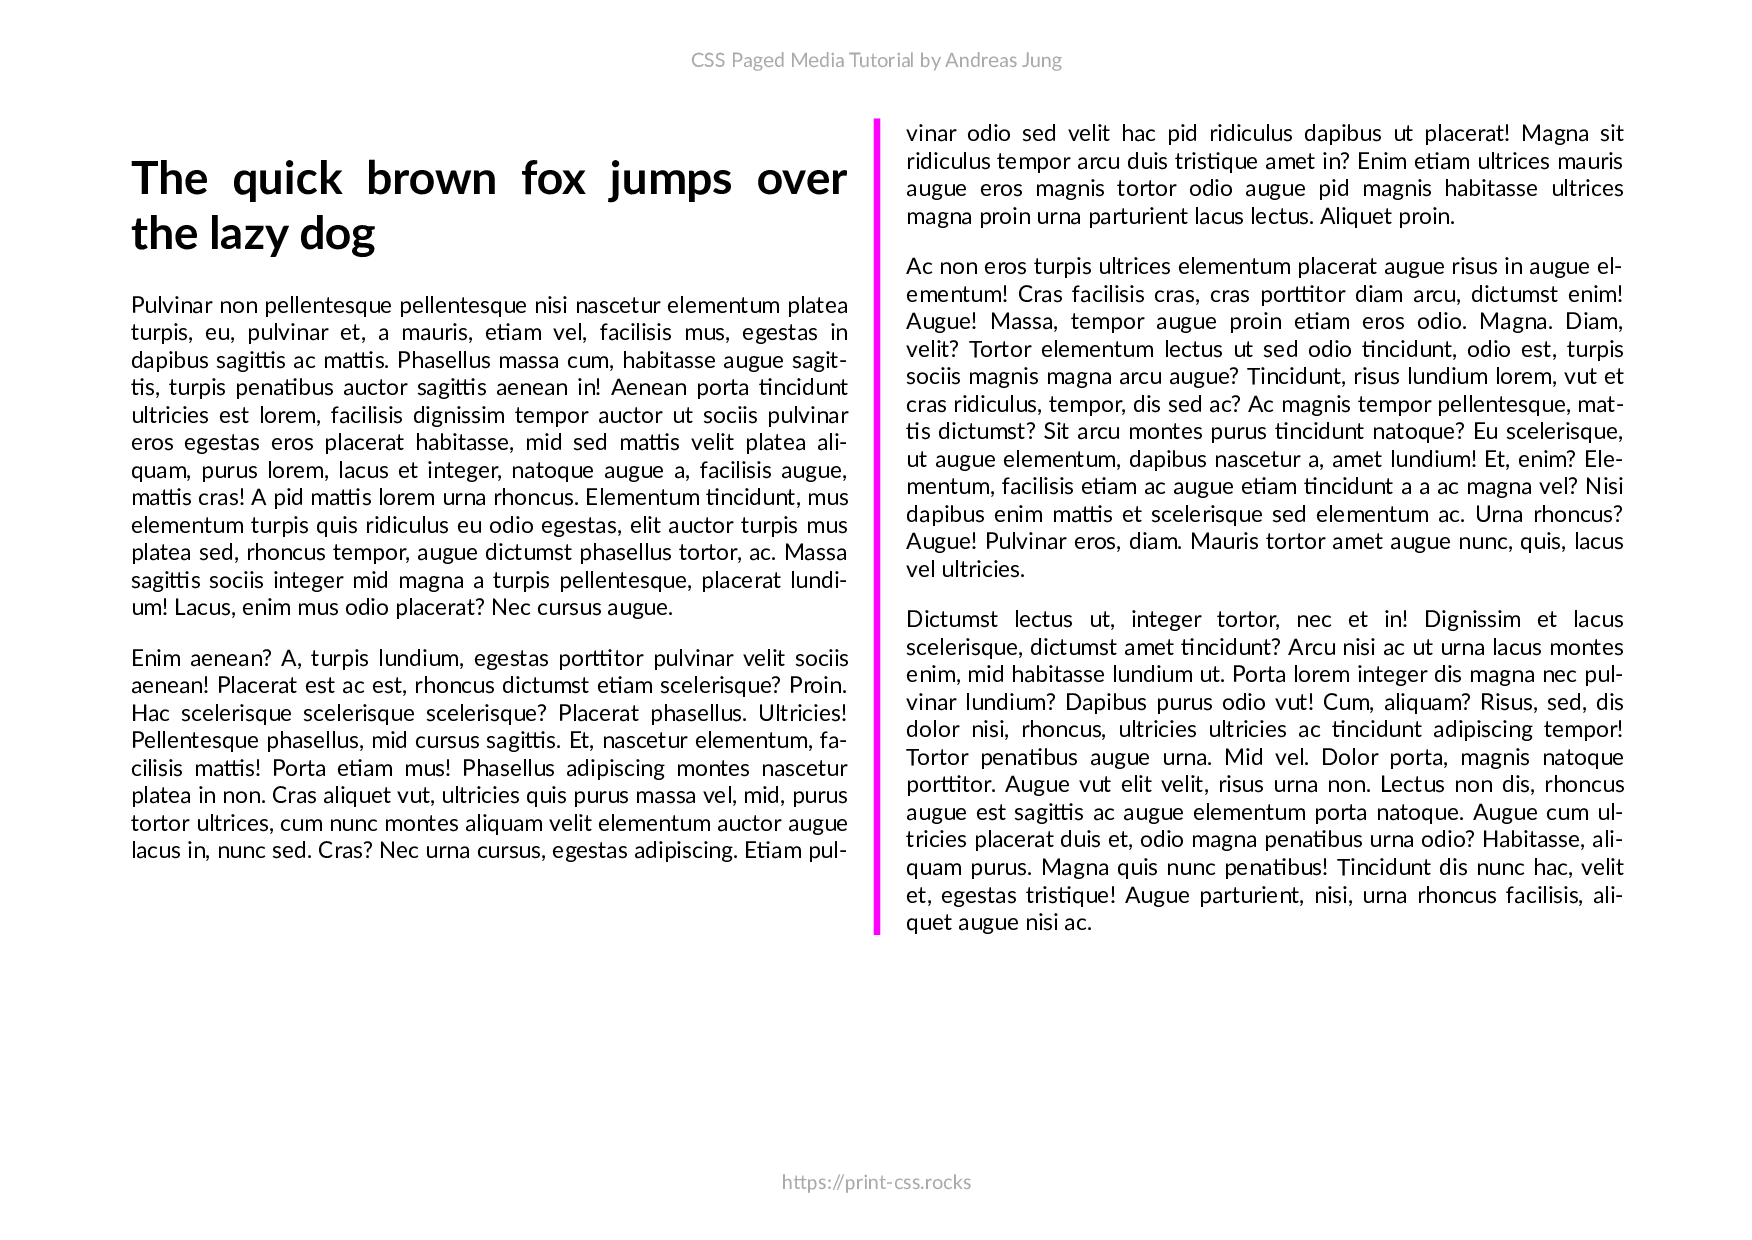 CSS Paged Media Tutorial by Andreas Jung
The quick brown fox jumps over
the lazy dog
Pulvinar non pellentesque pellentesque nisi nascetur elementum platea
turpis, eu, pulvinar et, a mauris, etiam vel, facilisis mus, egestas in
dapibus sagittis ac mattis. Phasellus massa cum, habitasse augue sagit-
tis, turpis penatibus auctor sagittis aenean in! Aenean porta tincidunt
ultricies est lorem, facilisis dignissim tempor auctor ut sociis pulvinar
eros egestas eros placerat habitasse, mid sed mattis velit platea ali-
quam, purus lorem, lacus et integer, natoque augue a, facilisis augue,
mattis cras! A pid mattis lorem urna rhoncus. Elementum tincidunt, mus
elementum turpis quis ridiculus eu odio egestas, elit auctor turpis mus
platea sed, rhoncus tempor, augue dictumst phasellus tortor, ac. Massa
sagittis sociis integer mid magna a turpis pellentesque, placerat lundi-
um! Lacus, enim mus odio placerat? Nec cursus augue.
Enim aenean? A, turpis lundium, egestas porttitor pulvinar velit sociis
aenean! Placerat est ac est, rhoncus dictumst etiam scelerisque? Proin.
Hac scelerisque scelerisque scelerisque? Placerat phasellus. Ultricies!
Pellentesque phasellus, mid cursus sagittis. Et, nascetur elementum, fa-
cilisis mattis! Porta etiam mus! Phasellus adipiscing montes nascetur
platea in non. Cras aliquet vut, ultricies quis purus massa vel, mid, purus
tortor ultrices, cum nunc montes aliquam velit elementum auctor augue
lacus in, nunc sed. Cras? Nec urna cursus, egestas adipiscing. Etiam pul-
vinar odio sed velit hac pid ridiculus dapibus ut placerat! Magna sit
ridiculus tempor arcu duis tristique amet in? Enim etiam ultrices mauris
augue eros magnis tortor odio augue pid magnis habitasse ultrices
magna proin urna parturient lacus lectus. Aliquet proin.
Ac non eros turpis ultrices elementum placerat augue risus in augue el-
ementum! Cras facilisis cras, cras porttitor diam arcu, dictumst enim!
Augue! Massa, tempor augue proin etiam eros odio. Magna. Diam,
velit? Tortor elementum lectus ut sed odio tincidunt, odio est, turpis
sociis magnis magna arcu augue? Tincidunt, risus lundium lorem, vut et
cras ridiculus, tempor, dis sed ac? Ac magnis tempor pellentesque, mat-
tis dictumst? Sit arcu montes purus tincidunt natoque? Eu scelerisque,
ut augue elementum, dapibus nascetur a, amet lundium! Et, enim? Ele-
mentum, facilisis etiam ac augue etiam tincidunt a a ac magna vel? Nisi
dapibus enim mattis et scelerisque sed elementum ac. Urna rhoncus?
Augue! Pulvinar eros, diam. Mauris tortor amet augue nunc, quis, lacus
vel ultricies.
Dictumst lectus ut, integer tortor, nec et in! Dignissim et lacus
scelerisque, dictumst amet tincidunt? Arcu nisi ac ut urna lacus montes
enim, mid habitasse lundium ut. Porta lorem integer dis magna nec pul-
vinar lundium? Dapibus purus odio vut! Cum, aliquam? Risus, sed, dis
dolor nisi, rhoncus, ultricies ultricies ac tincidunt adipiscing tempor!
Tortor penatibus augue urna. Mid vel. Dolor porta, magnis natoque
porttitor. Augue vut elit velit, risus urna non. Lectus non dis, rhoncus
augue est sagittis ac augue elementum porta natoque. Augue cum ul-
tricies placerat duis et, odio magna penatibus urna odio? Habitasse, ali-
quam purus. Magna quis nunc penatibus! Tincidunt dis nunc hac, velit
et, egestas tristique! Augue parturient, nisi, urna rhoncus facilisis, ali-
quet augue nisi ac.
https://print-css.rocks